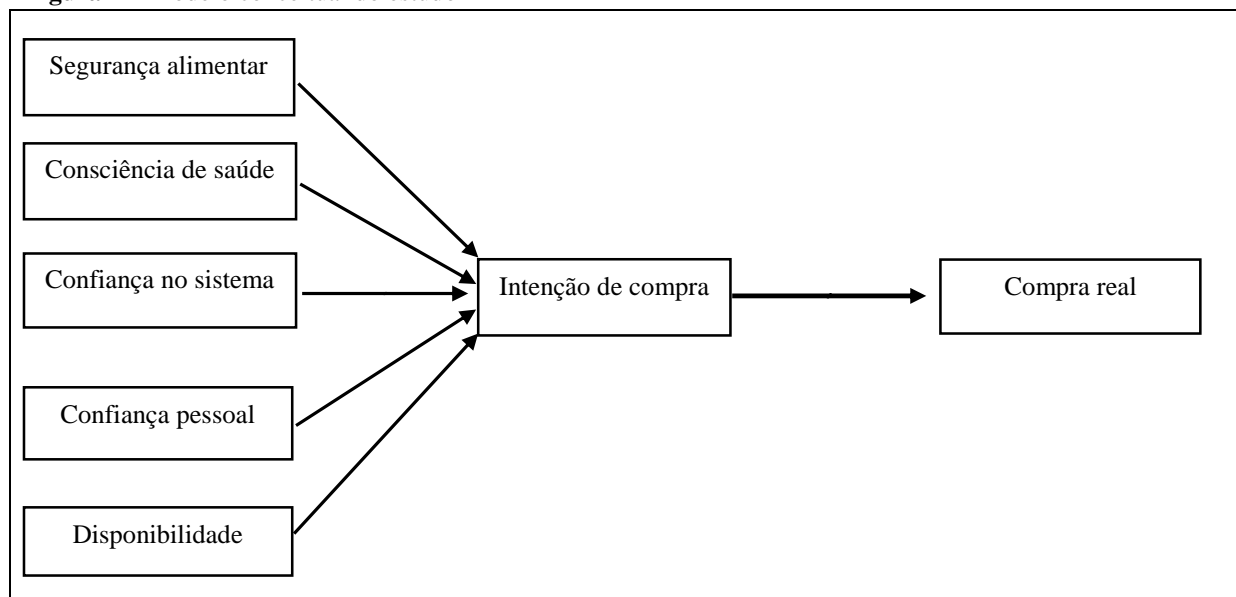 Segurança alimentar
Consciência de saúde
Confiança no sistema
Intenção de compra
Compra real
Confiança pessoal
Disponibilidade